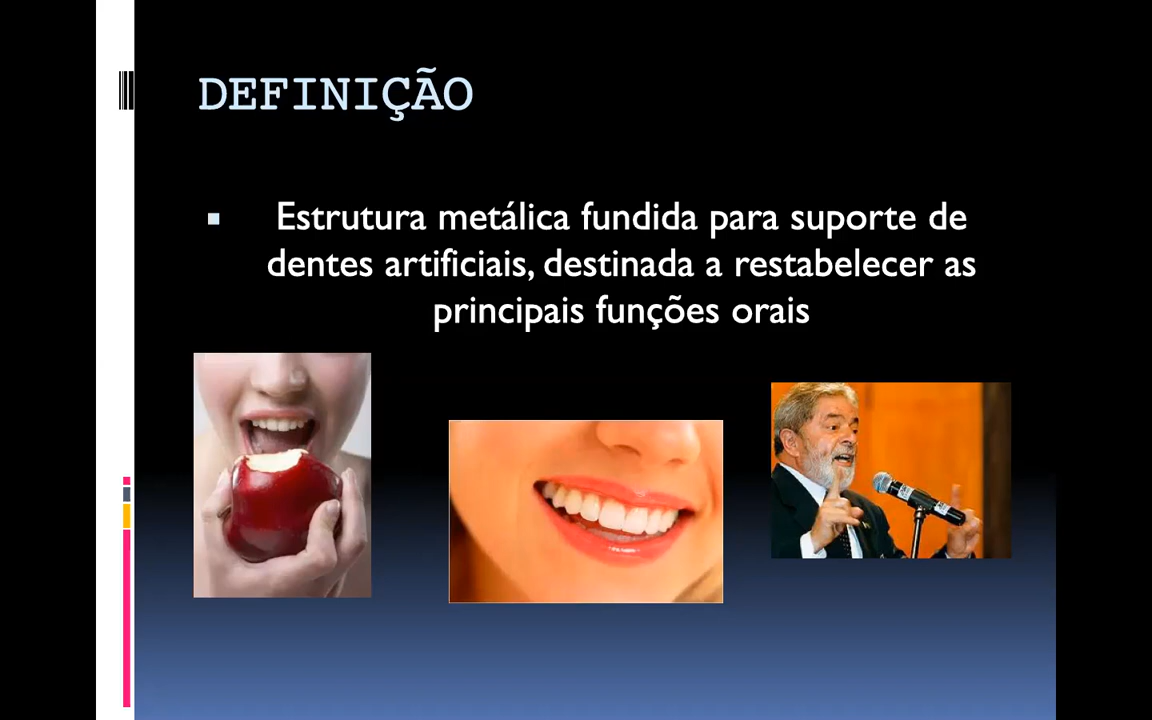 DEFINIÇÃO
Estrutura metálica fundida para suporte de
dentes artificiais, destinada a restabelecer as
principais funções orais